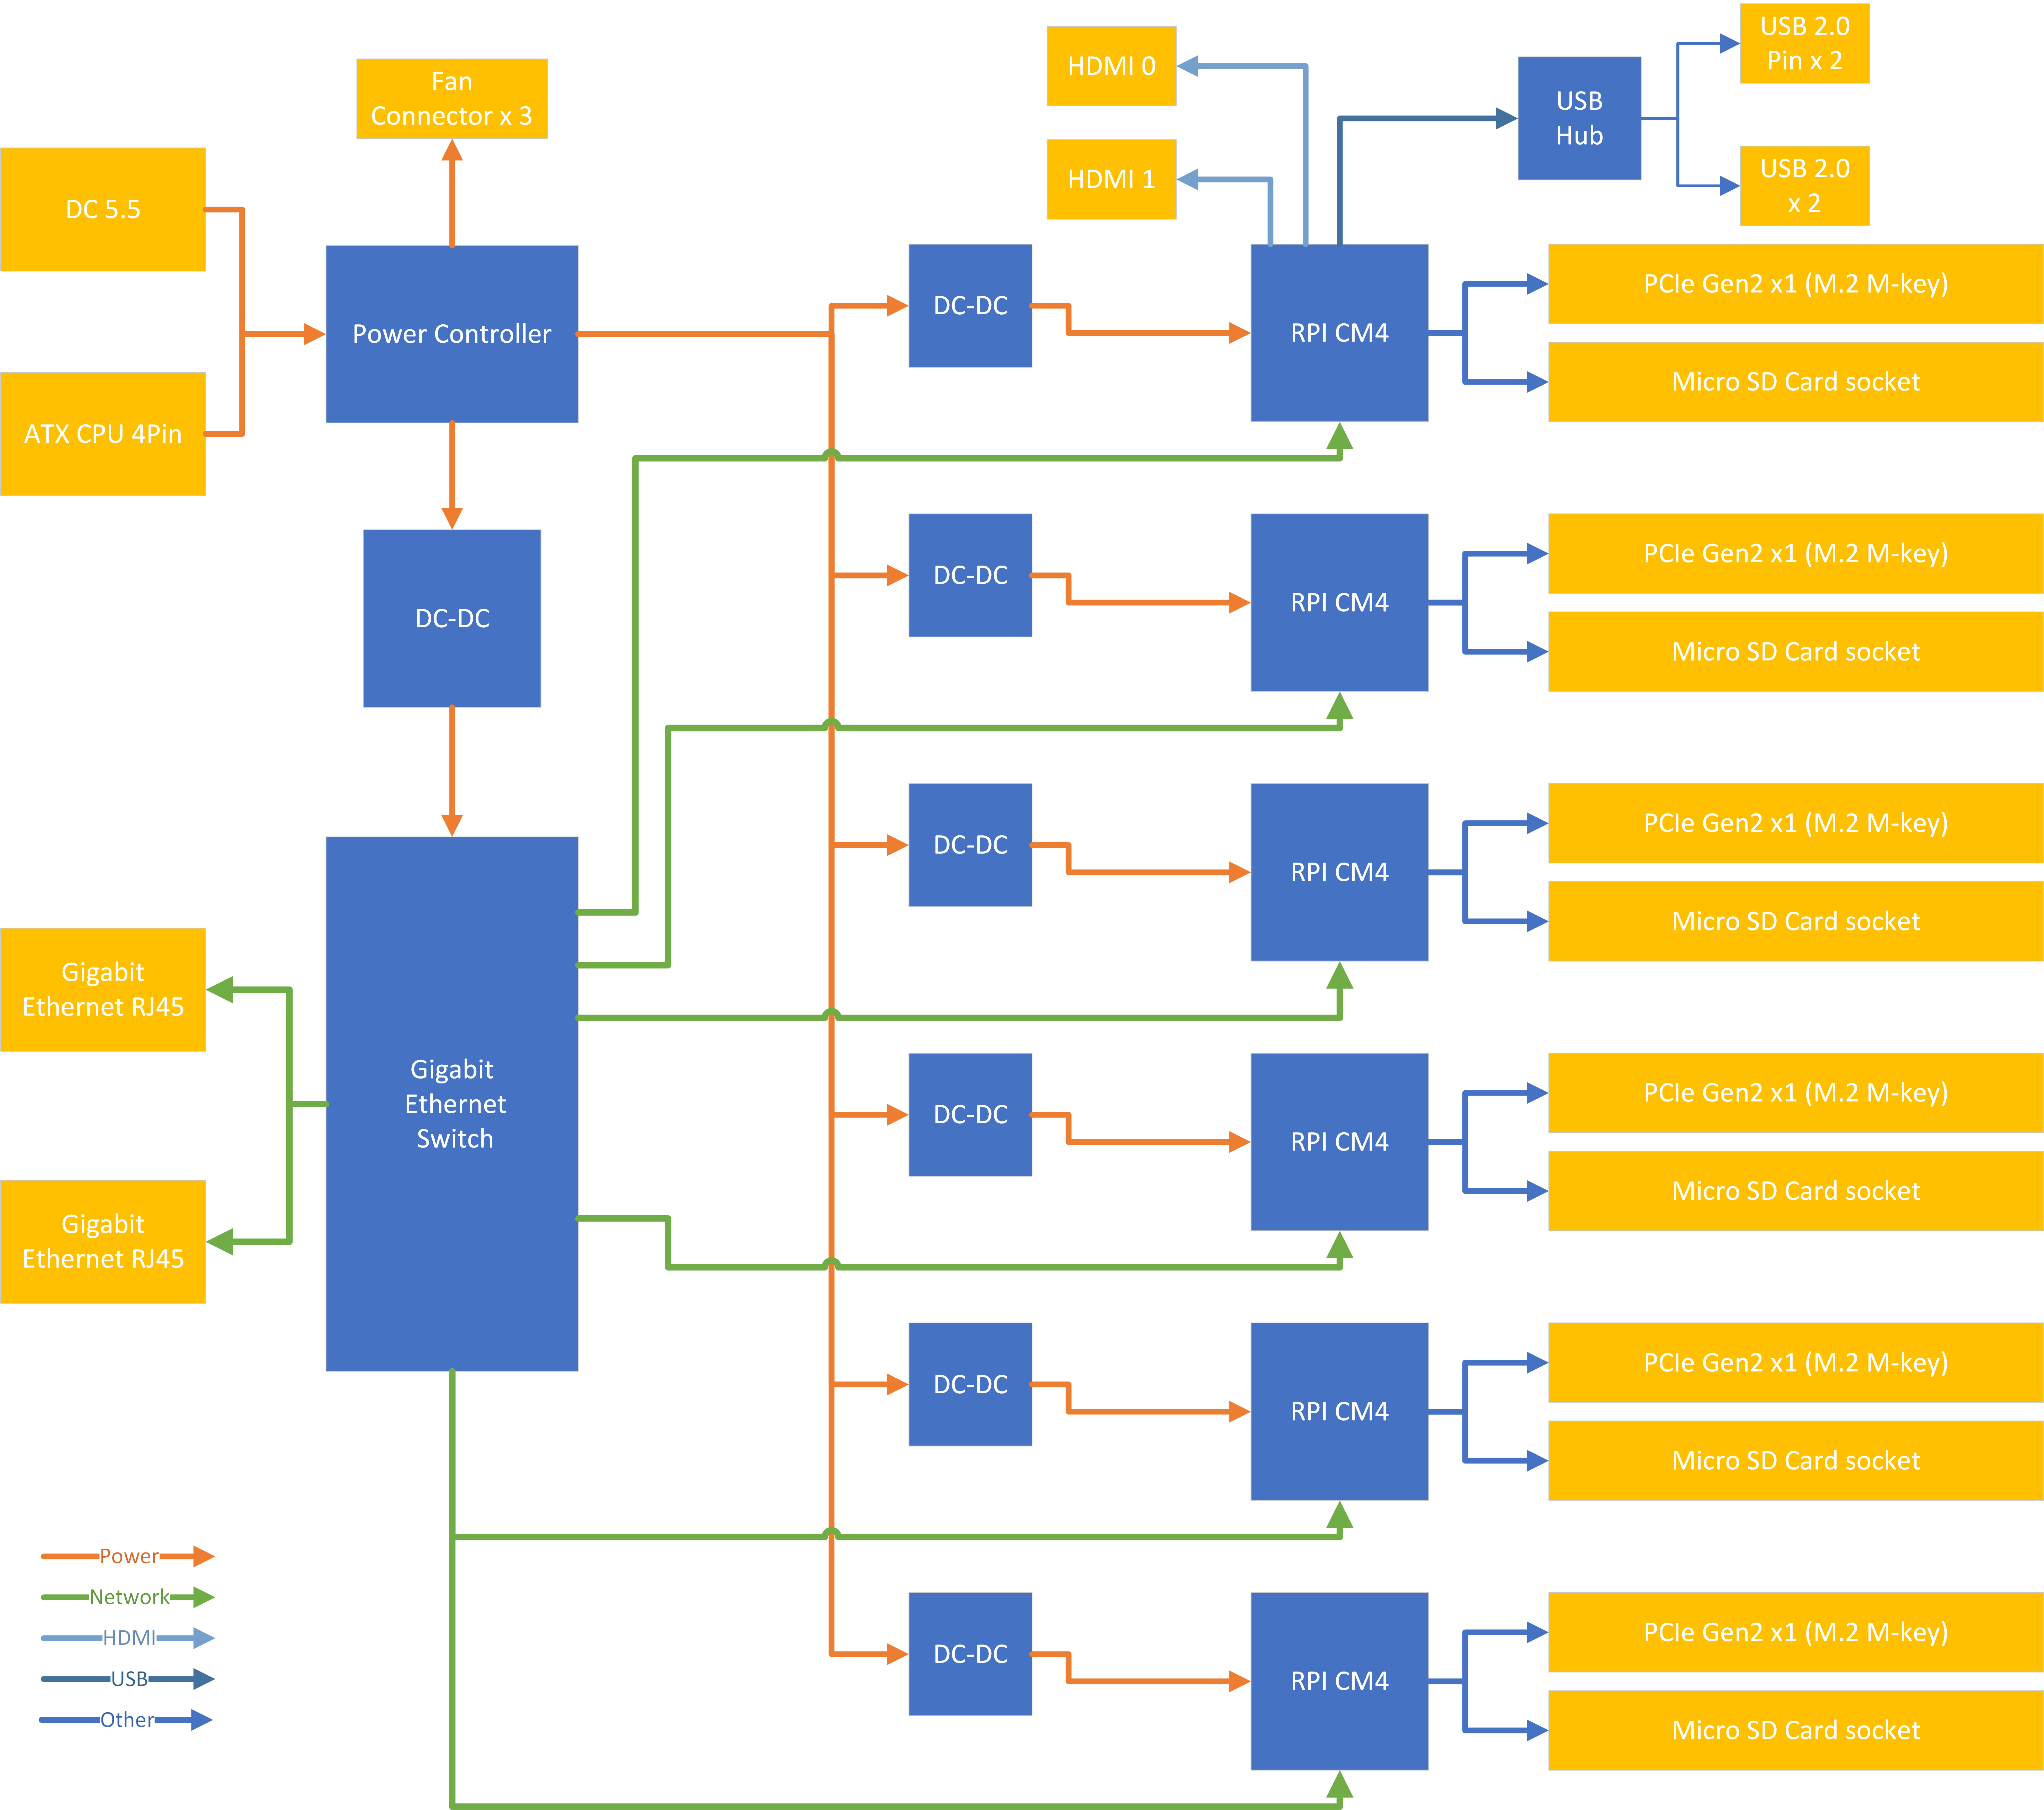 USB 2.0
Pin x 2
HDMI 0
Fan
Connector x 3
USB
Hub
HDMI 1
USB 2.0
x 2
DC 5.5
PCIe Gen2 x1 (M.2 M-key)
DC-DC
Power Controller
RPI CM4
Micro SD Card socket
ATX CPU 4Pin
PCIe Gen2 x1 (M.2 M-key)
DC-DC
RPI CM4
DC-DC
Micro SD Card socket
PCIe Gen2 x1 (M.2 M-key)
DC-DC
RPI CM4
Micro SD Card socket
Gigabit
Ethernet RJ45
Gigabit
Ethernet
Switch
PCIe Gen2 x1 (M.2 M-key)
DC-DC
RPI CM4
Micro SD Card socket
Gigabit
Ethernet RJ45
PCIe Gen2 x1 (M.2 M-key)
DC-DC
RPI CM4
Micro SD Card socket
PCIe Gen2 x1 (M.2 M-key)
DC-DC
RPI CM4
Micro SD Card socket
Power
Network
HDMI
USB
Other